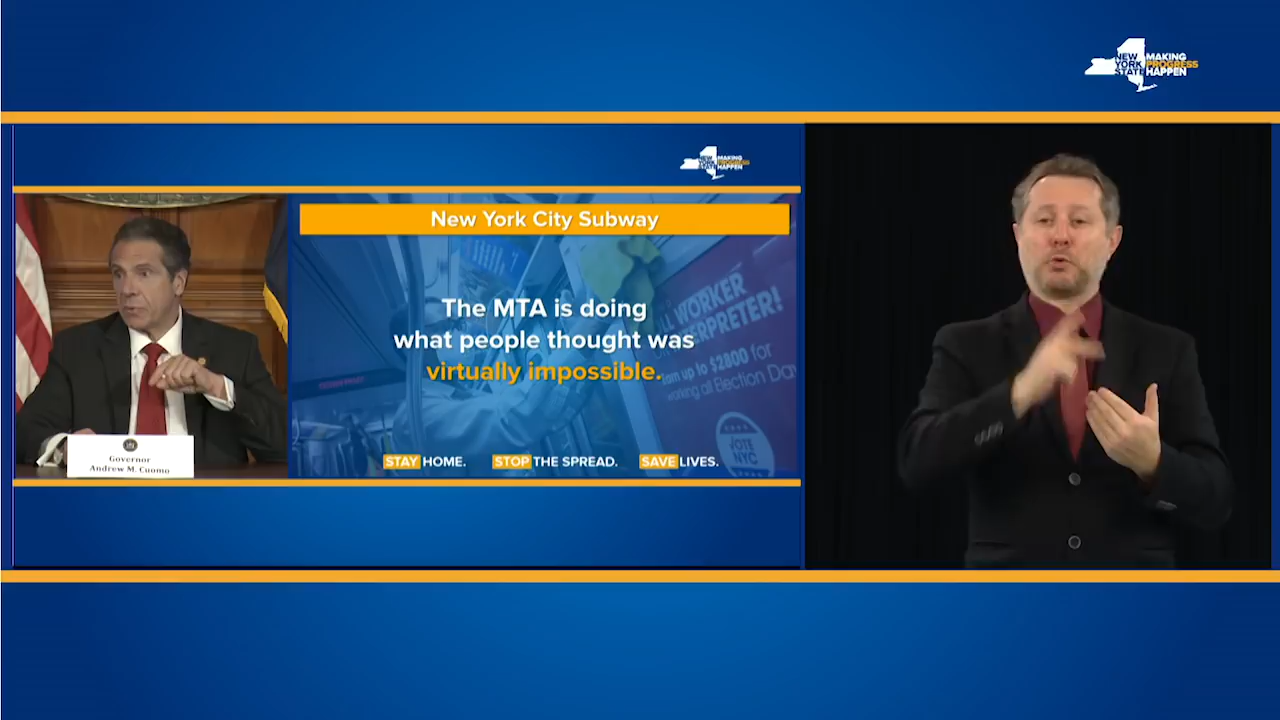 NEW
YORK
STATE
MAKING
PROGRESS
HAPPEN
NEW
YORK
STATE
MAKING
PROGRESS
HAPPEN
New York City Subway
The MTA is doing
what people thought was
virtually impossible.
WORKER
ERPRETER!
up to $2800 for
working all Election Day
VOTE
NYC
STAY HOME. STOP THE SPREAD. SAVE LIVES.
Governor
Andrew M. Cuomo